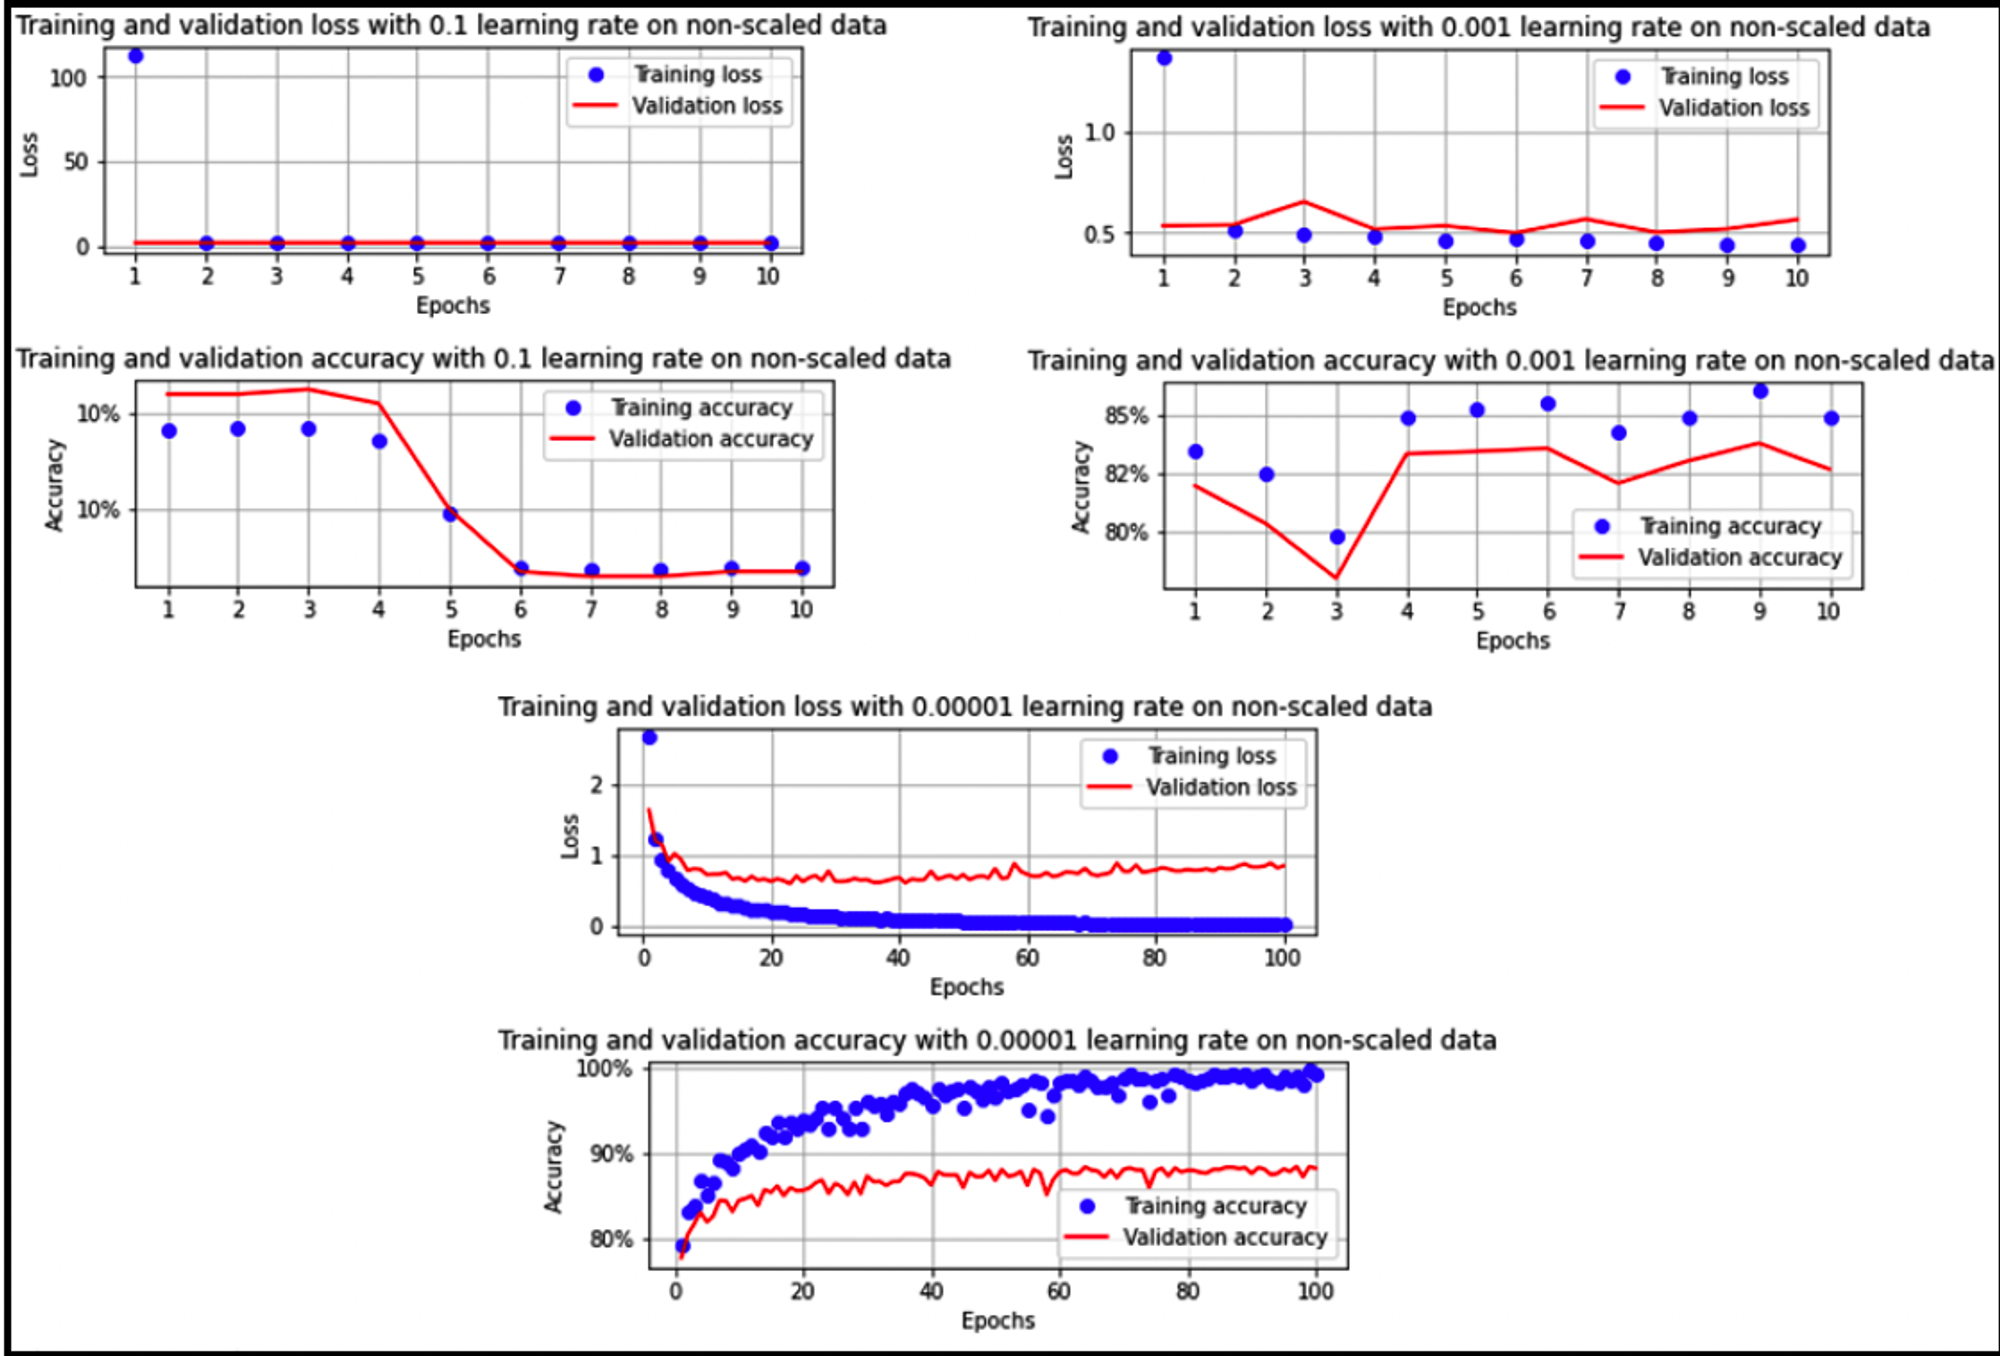 Training and validation loss with 0.1 learning rate on non-scaled data
100
50
0
Loss
Training loss
Validation loss
1 2 3 4 5 6 7 8 9 10
Epochs
Training and validation loss with 0.001 learning rate on non-scaled data
1.0
0.5
Loss
Training loss
Validation loss
1 2 3 4 5 6 7 8 9 10
Epochs
Training and validation accuracy with 0.1 learning rate on non-scaled data
10%
10%
Accuracy
Training accuracy
Validation accuracy
1 2 3 4 5 6 7 8 9 10
Epochs
Training and validation accuracy with 0.001 learning rate on non-scaled data
85%
82%
80%
Accuracy
Training accuracy
Validation accuracy
1 2 3 4 5 6 7 8 9 10
Epochs
Training and validation loss with 0.00001 learning rate on non-scaled data
2
1
0
Loss
Training loss
Validation loss
0 20 40 60 80 100
Epochs
Training and validation accuracy with 0.00001 learning rate on non-scaled data
100%
90%
80%
Accuracy
Training accuracy
Validation accuracy
0 20 40 60 80 100
Epochs